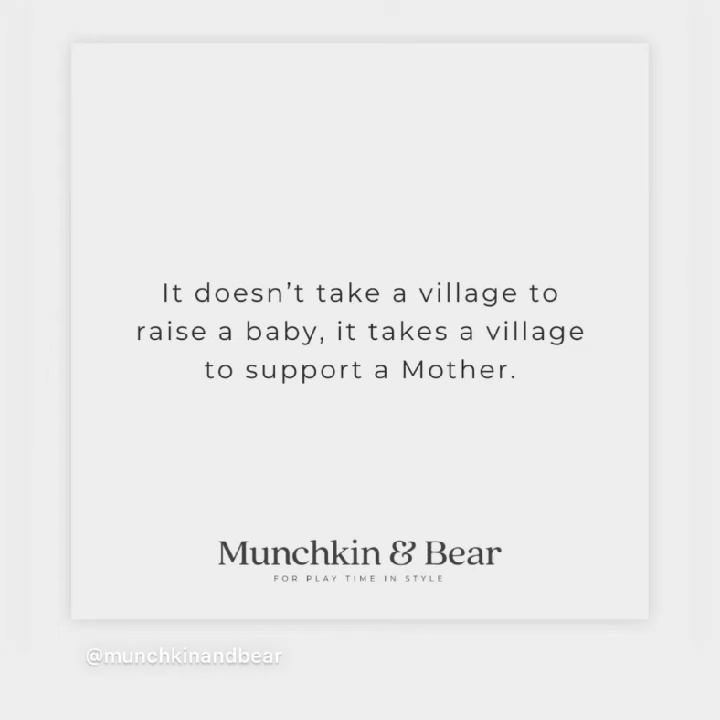 It doesn’t take a village to
raise a baby, it takes a village
to support a Mother.
Munchkin & Bear
FOR PLAY TIME IN STYLE
@munchkinandbear